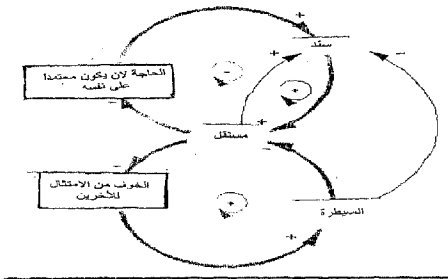 سند
الحاجة لان يكون معتمدا
على نفسه
مستقل
الخوف من الامتثال
للآخرين
السيطرة